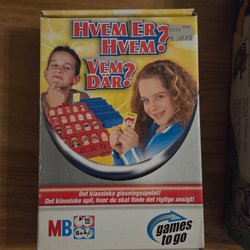 HVEM ER
HVEM?
VEM
DÄR?
Det klassiska gissningsspelet!
Det klassiske spil, hvor du skal finde det rigtige ansigt!
MB
6+
games
to go